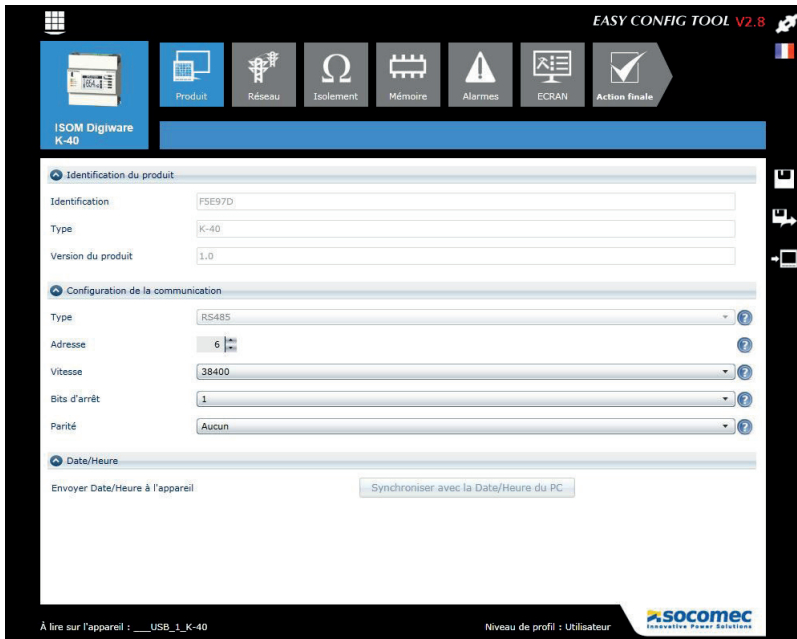 EASY CONFIG TOOL V2.8
Produit
Réseau
Isolement
Mémoire
Alarmes
ECRAN
Action finale
ISOM Digiware
K-40
Identification du produit
Identification
FSE97D
Type
K-40
Version du produit
1.0
Configuration de la communication
Type
RS485
Adresse
6
Vitesse
38400
Bits d'arrêt
1
Parité
Aucun
Date/Heure
Envoyer Date/Heure à l'appareil
Synchroniser avec la Date/Heure du PC
À lire sur l'appareil : ___USB_1_K-40
Niveau de profil : Utilisateur
socomec
Innovative Power Solutions